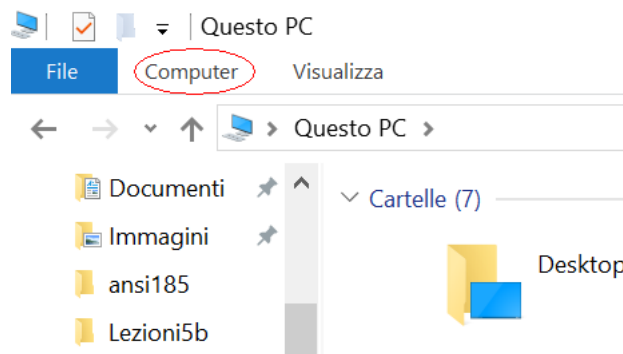 Questo PC
File Computer Visualizza
Questo PC
Documenti
Immagini
ansi185
Lezioni5b
Cartelle (7)
Desktop